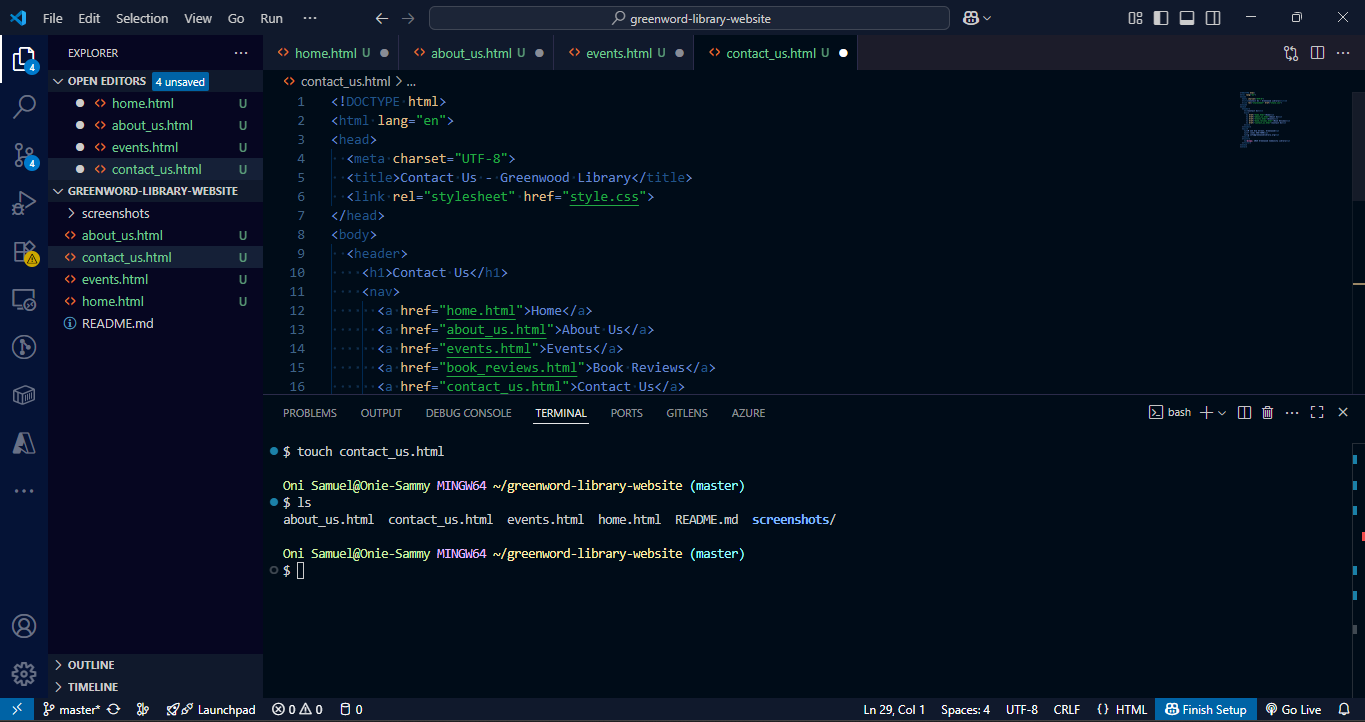 File Edit Selection View Go Run ··· greenword-library-website
EXPLORER ···
OPEN EDITORS 4 unsaved
home.html U
about_us.html U
events.html U
contact_us.html U
GREENWORD-LIBRARY-WEBSITE
screenshots
about_us.html U
contact_us.html U
events.html U
home.html U
README.md
OUTLINE
TIMELINE
4
4
home.html U about_us.html U events.html U contact_us.html U
contact_us.html > ...
1 <!DOCTYPE html>
2 <html lang="en">
3 <head>
4 <meta charset="UTF-8">
5 <title>Contact Us - Greenwood Library</title>
6 <link rel="stylesheet" href="style.css">
7 </head>
8 <body>
9 <header>
10 <h1>Contact Us</h1>
11 <nav>
12 <a href="home.html">Home</a>
13 <a href="about_us.html">About Us</a>
14 <a href="events.html">Events</a>
15 <a href="book_reviews.html">Book Reviews</a>
16 <a href="contact_us.html">Contact Us</a>
PROBLEMS OUTPUT DEBUG CONSOLE TERMINAL PORTS GITLENS AZURE bash
$ touch contact_us.html
Oni Samuel@Onie-Sammy MINGW64 ~/greenword-library-website (master)
$ ls
about_us.html contact_us.html events.html home.html README.md screenshots/
Oni Samuel@Onie-Sammy MINGW64 ~/greenword-library-website (master)
$
master* Launchpad 0 0 0 Ln 29, Col 1 Spaces: 4 UTF-8 CRLF {} HTML Finish Setup Go Live